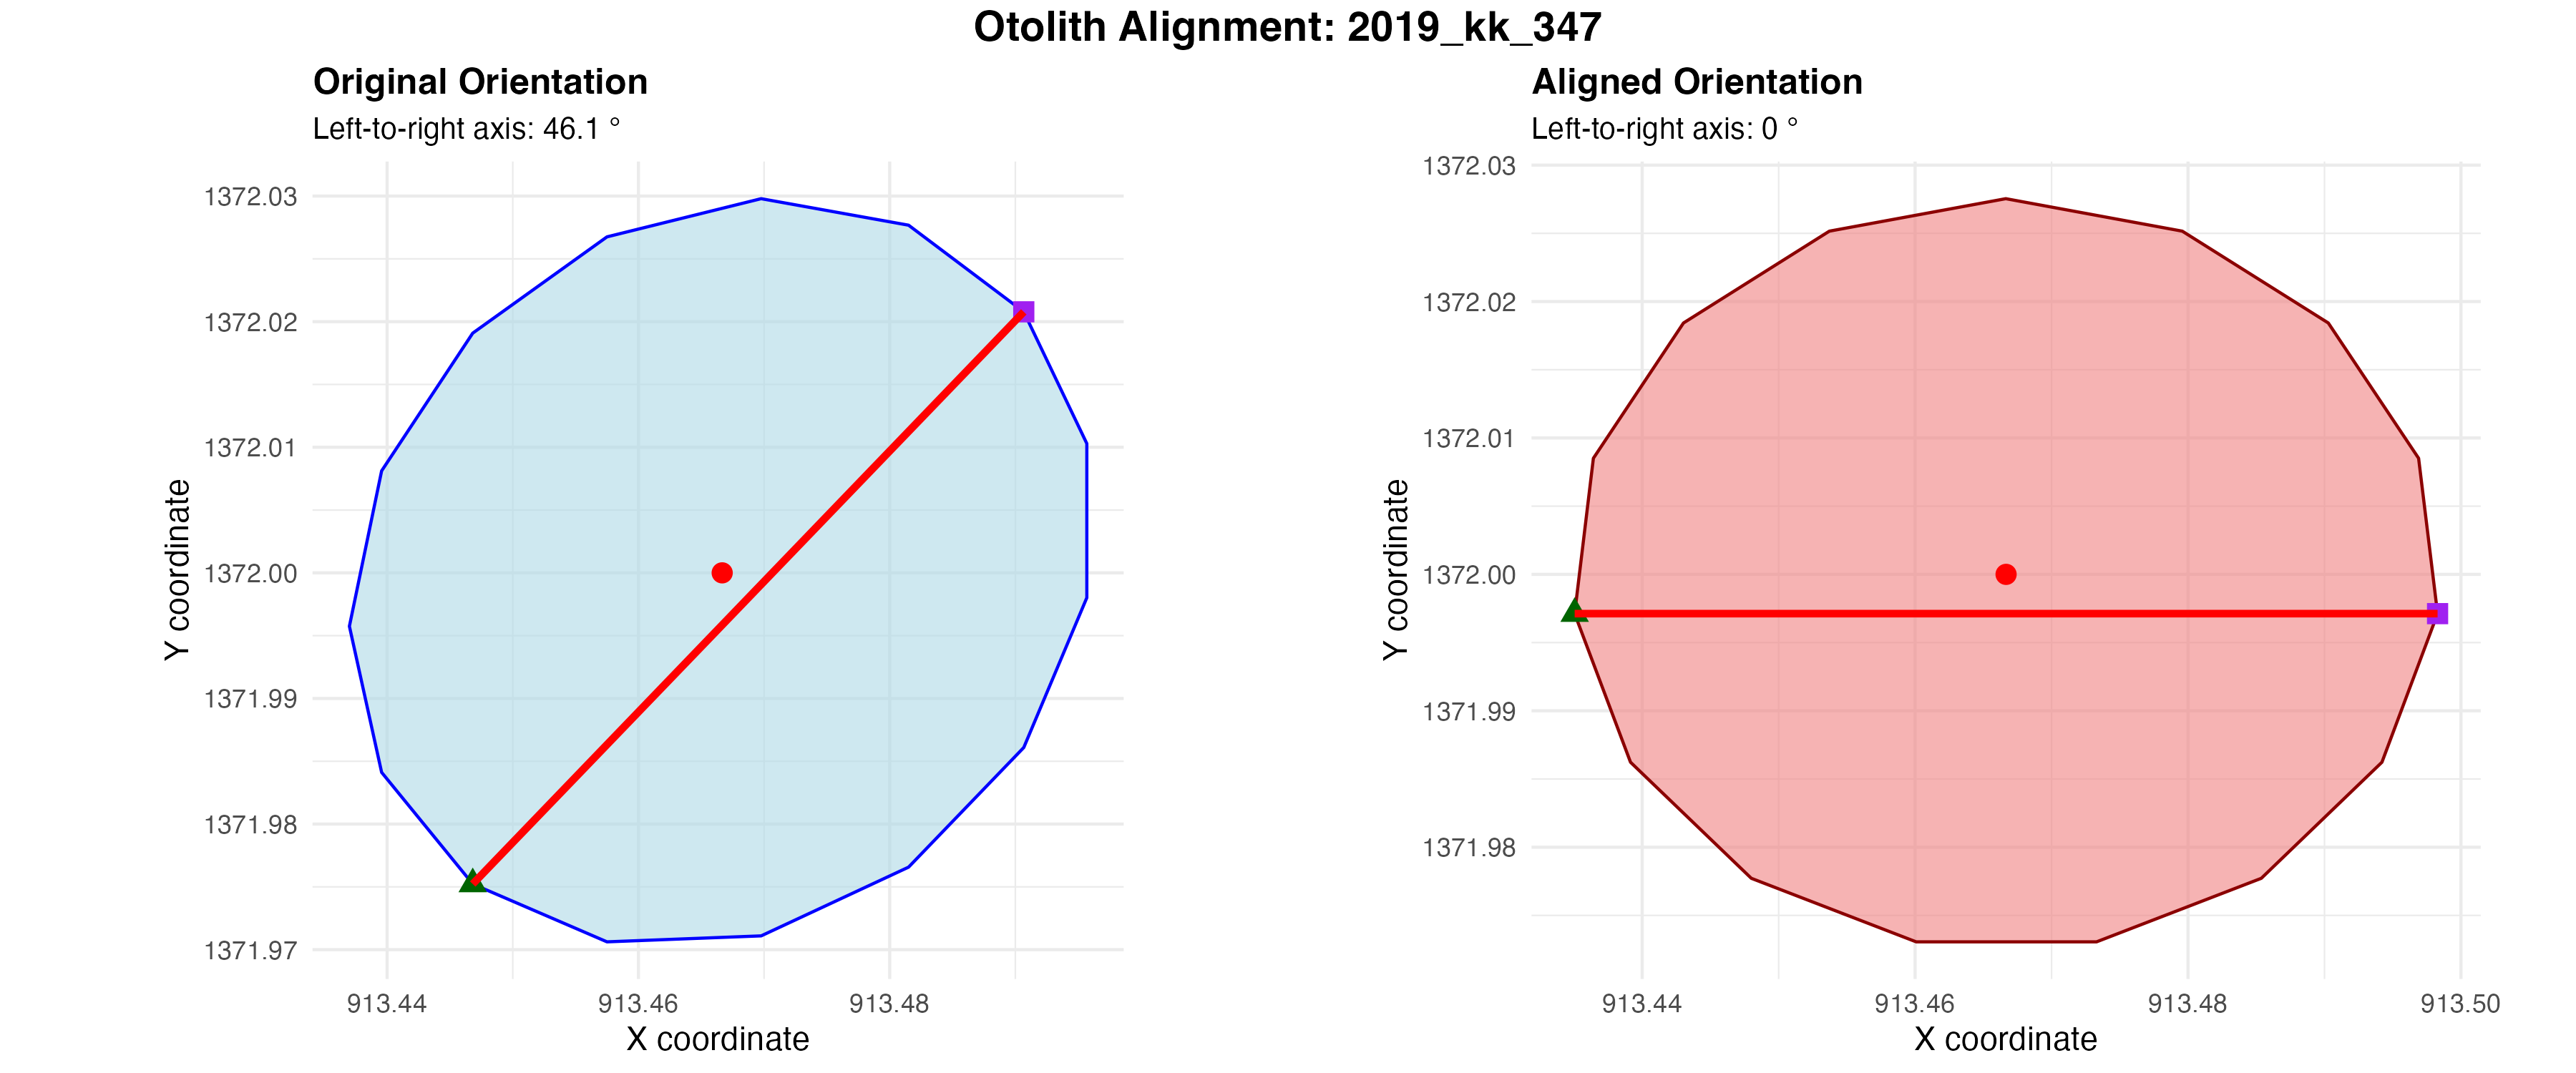 Otolith Alignment: 2019_kk_347
Original Orientation
Left-to-right axis: 46.1 °
1372.03
1372.02
1372.01
1372.00
1371.99
1371.98
1371.97
Y coordinate
913.44 913.46 913.48
X coordinate
Aligned Orientation
Left-to-right axis: 0 °
1372.03
1372.02
1372.01
1372.00
1371.99
1371.98
Y coordinate
913.44 913.46 913.48 913.50
X coordinate